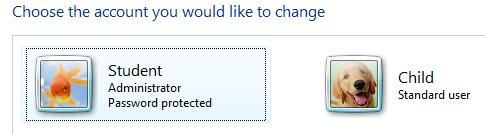 Choose the account you would like to change
Student
Administrator
Password protected
Child
Standard user